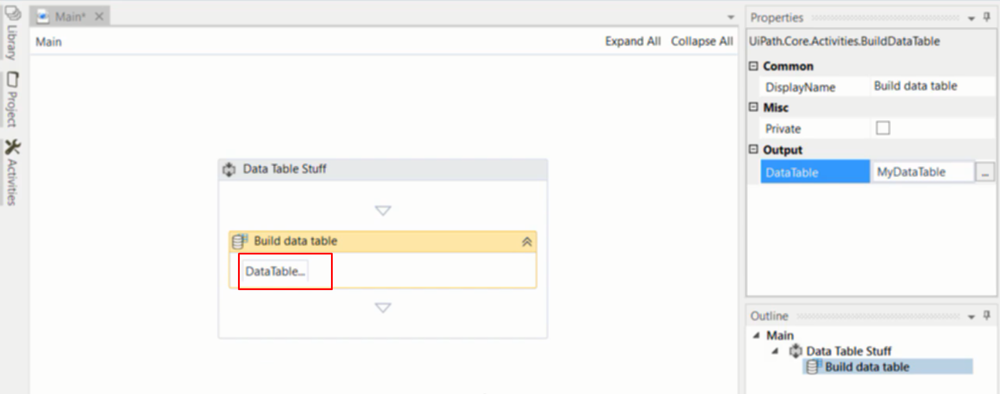 Library
Project
Activities
Main*
Main
Expand All Collapse All
Data Table Stuff
Build data table
DataTable...
Properties
UiPath.Core.Activities.BuildDataTable
Common
DisplayName Build data table
Misc
Private
Output
DataTable MyDataTable ...
Outline
Main
Data Table Stuff
Build data table